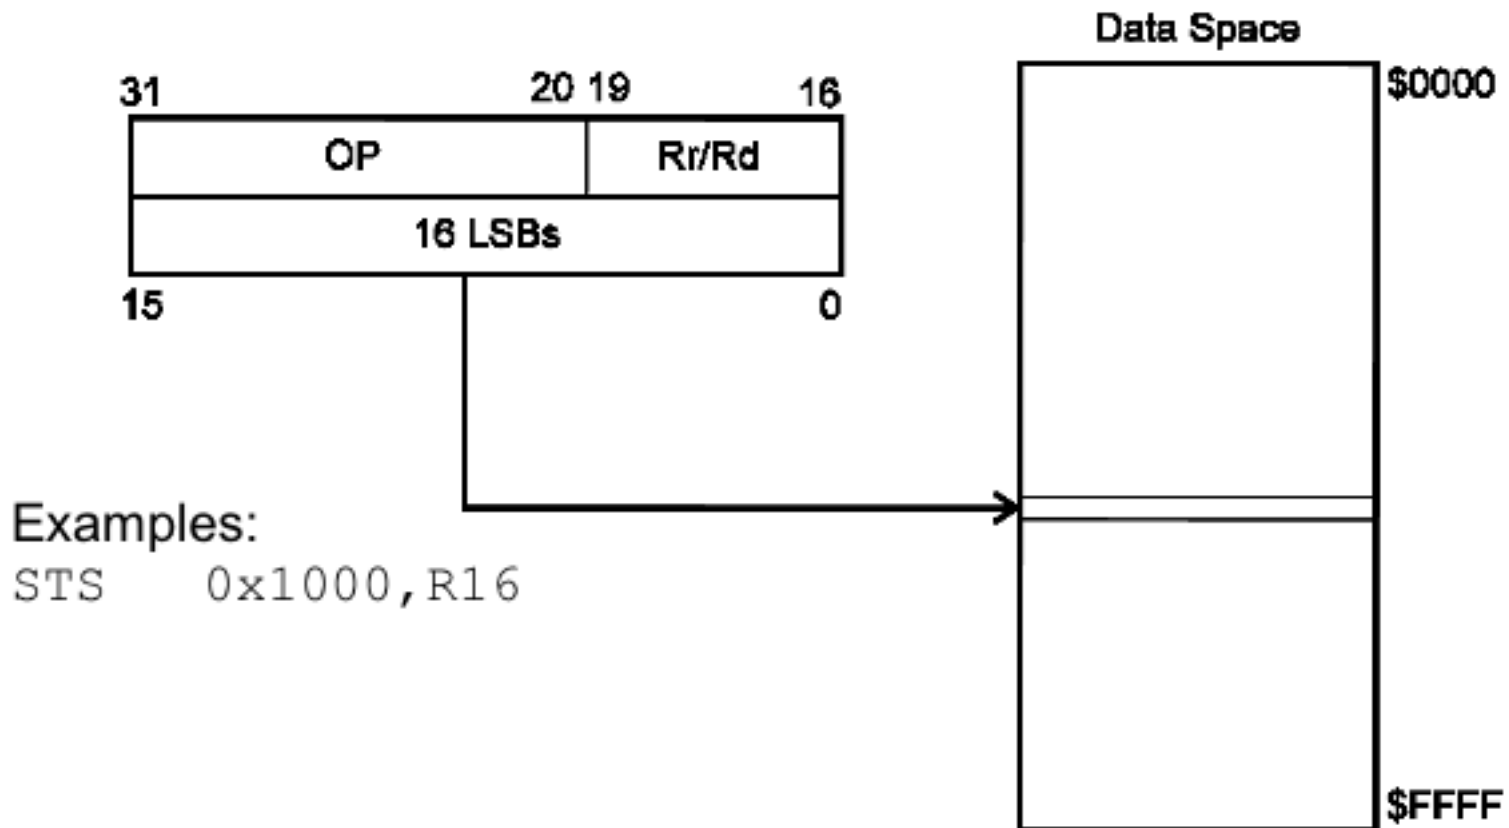 Data Space
31 20 19 16 $0000
OP Rr/Rd
16 LSBs
15 0
Examples:
STS 0x1000,R16
$FFFF